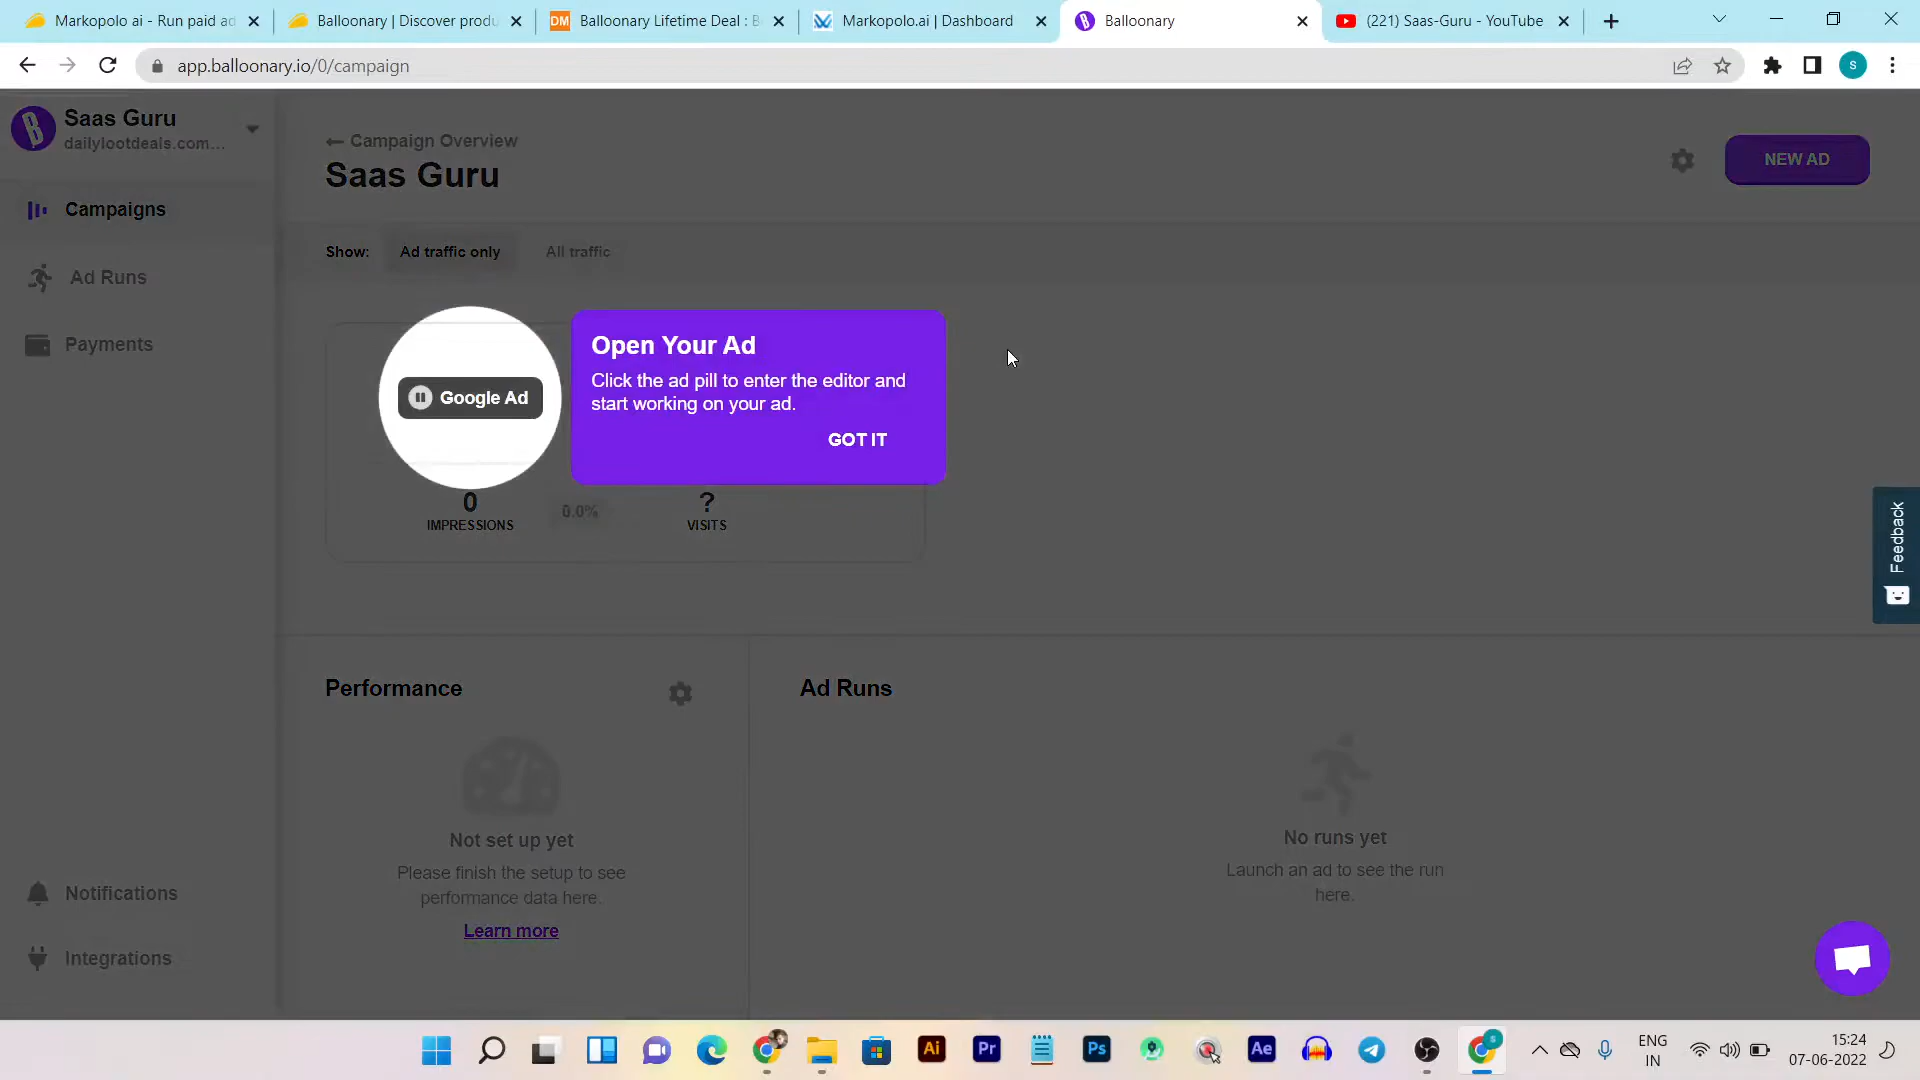 Markopolo ai - Run paid ad
Balloonary | Discover produ
DM
Balloonary Lifetime Deal : B
Markopolo.ai | Dashboard
Balloonary
(221) Saas-Guru - YouTube
app.balloonary.io/0/campaign
S
Saas Guru
dailylootdeals.com...
Campaigns
Ad Runs
Payments
Notifications
Integrations
Campaign Overview
Saas Guru
NEW AD
Show:
Ad traffic only
All traffic
Google Ad
Open Your Ad
Click the ad pill to enter the editor and
start working on your ad.
GOT IT
0
IMPRESSIONS
0.0%
?
VISITS
Feedback
Performance
Not set up yet
Please finish the setup to see
performance data here.
Learn more
Ad Runs
No runs yet
Launch an ad to see the run
here.
Ai
Pr
Ps
Ae
ENG
IN
15:24
07-06-2022